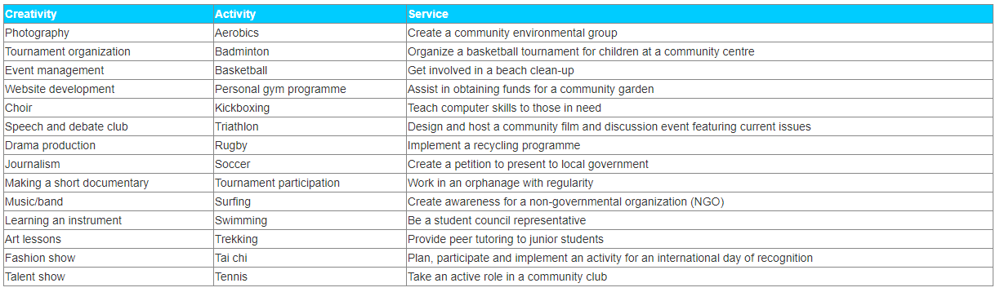 Creativity Activity Service
Photography Aerobics Create a community environmental group
Tournament organization Badminton Organize a basketball tournament for children at a community centre
Event management Basketball Get involved in a beach clean-up
Website development Personal gym programme Assist in obtaining funds for a community garden
Choir Kickboxing Teach computer skills to those in need
Speech and debate club Triathlon Design and host a community film and discussion event featuring current issues
Drama production Rugby Implement a recycling programme
Journalism Soccer Create a petition to present to local government
Making a short documentary Tournament participation Work in an orphanage with regularity
Music/band Surfing Create awareness for a non-governmental organization (NGO)
Learning an instrument Swimming Be a student council representative
Art lessons Trekking Provide peer tutoring to junior students
Fashion show Tai chi Plan, participate and implement an activity for an international day of recognition
Talent show Tennis Take an active role in a community club